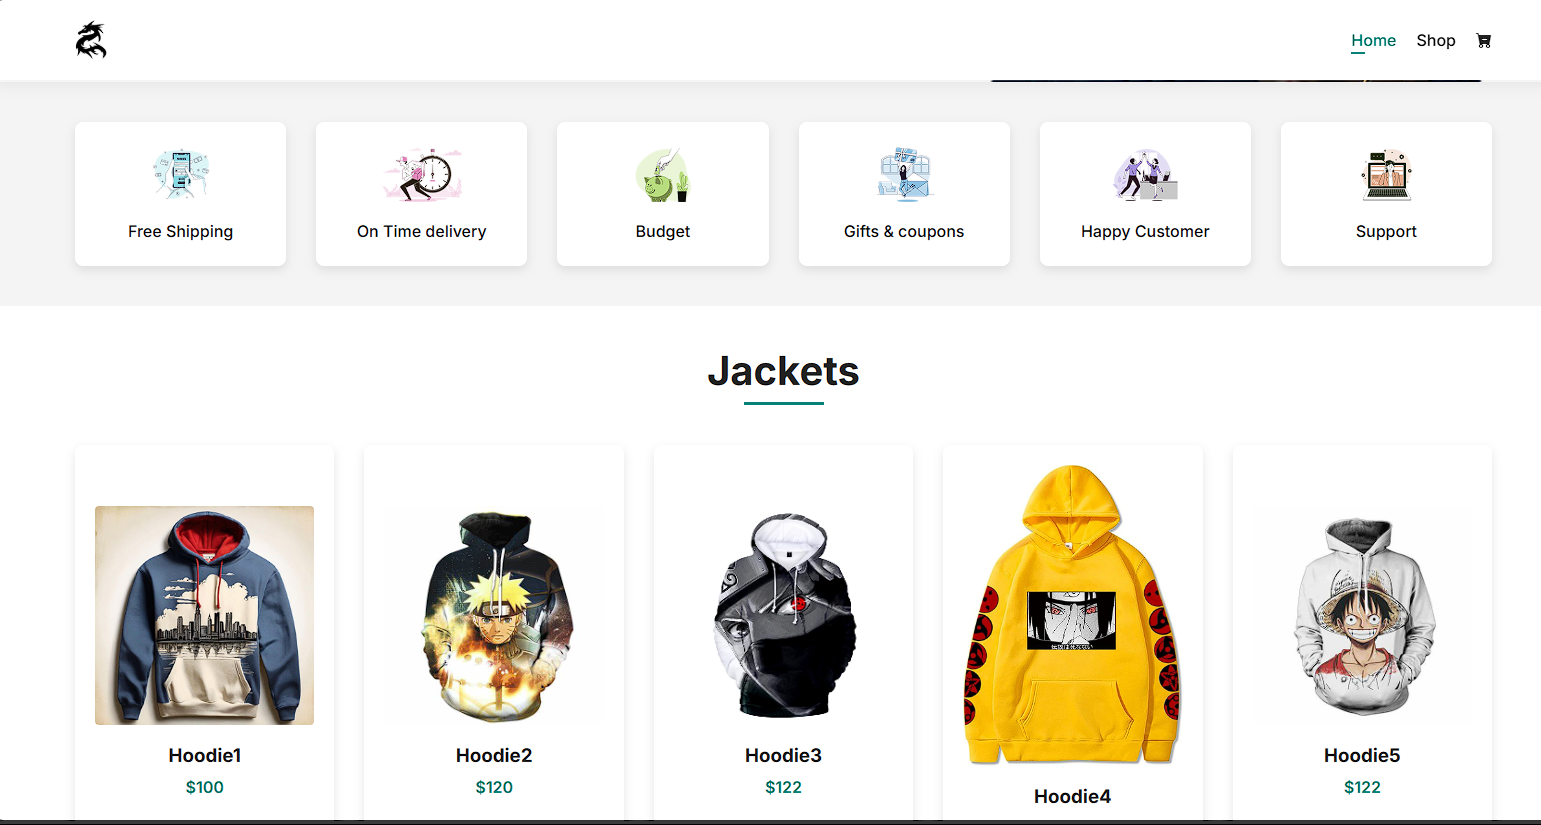 Home
Shop
Free Shipping
On Time delivery
Budget
Gifts & coupons
Happy Customer
Support
Jackets
Hoodie1
$100
Hoodie2
$120
Hoodie3
$122
Hoodie4
Hoodie5
$122